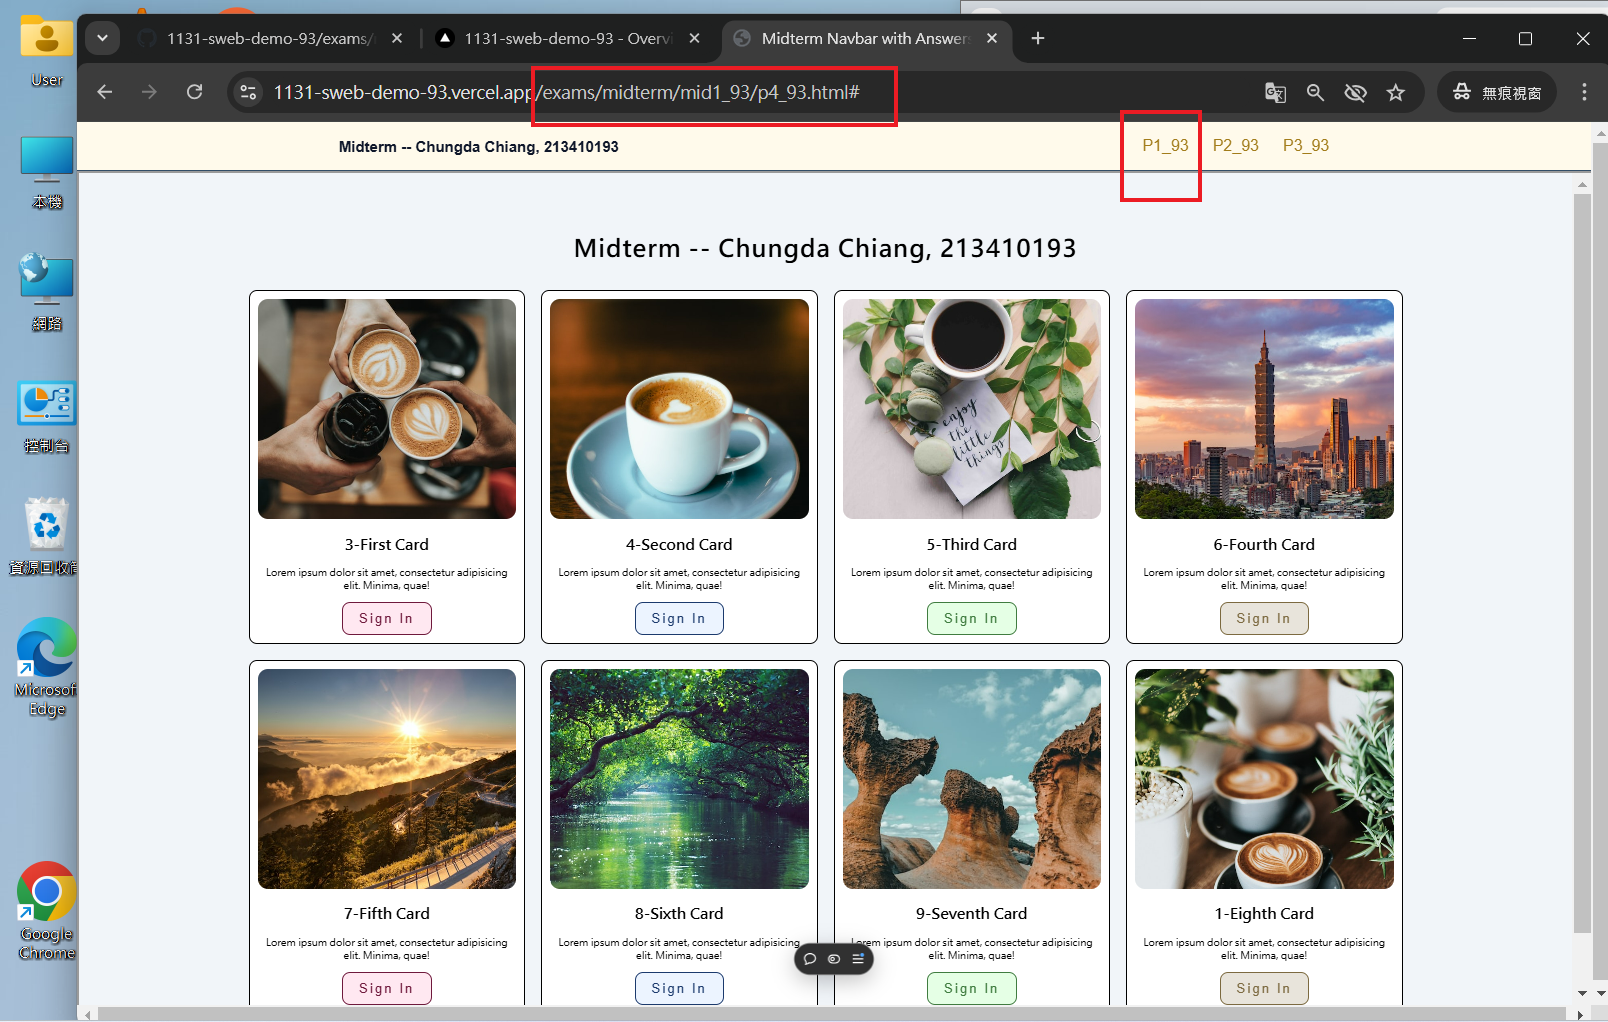 User
本機
網路
控制台
Microsoft
Edge
Google
Chrome
1131-sweb-demo-93/exams/
1131-sweb-demo-93 - Overvi
Midterm Navbar with Answers
1131-sweb-demo-93.vercel.app/exams/midterm/mid1_93/p4_93.html#
無痕視窗
Midterm -- Chungda Chiang, 213410193
P1_93 P2_93 P3_93
Midterm -- Chungda Chiang, 213410193
enjoy
the
little
things
3-First Card
Lorem ipsum dolor sit amet, consectetur adipisicing
elit. Minima, quae!
Sign In
4-Second Card
Lorem ipsum dolor sit amet, consectetur adipisicing
elit. Minima, quae!
Sign In
5-Third Card
Lorem ipsum dolor sit amet, consectetur adipisicing
elit. Minima, quae!
Sign In
6-Fourth Card
Lorem ipsum dolor sit amet, consectetur adipisicing
elit. Minima, quae!
Sign In
7-Fifth Card
Lorem ipsum dolor sit amet, consectetur adipisicing
elit. Minima, quae!
Sign In
8-Sixth Card
Lorem ipsum dolor sit amet, consectetur adipisicing
elit. Minima, quae!
Sign In
9-Seventh Card
Lorem ipsum dolor sit amet, consectetur adipisicing
elit. Minima, quae!
Sign In
1-Eighth Card
Lorem ipsum dolor sit amet, consectetur adipisicing
elit. Minima, quae!
Sign In